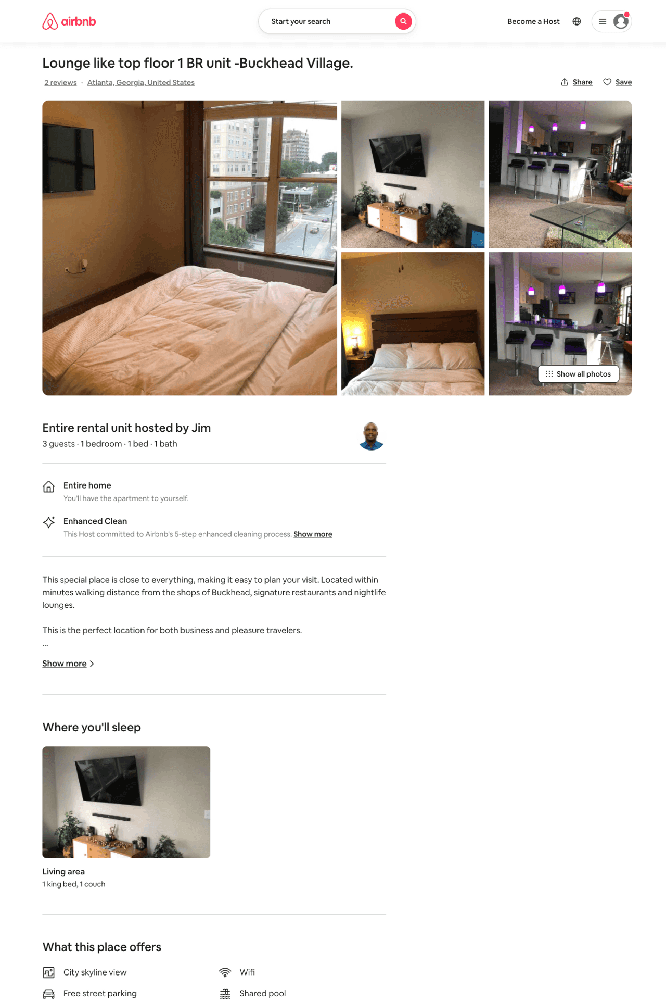 airbnb
Start your search
Become a Host
Lounge like top floor 1 BR unit -Buckhead Village.
2 reviews · Atlanta, Georgia, United States
Share
Save
Show all photos
Entire rental unit hosted by Jim
3 guests · 1 bedroom · 1 bed · 1 bath
Entire home
You'll have the apartment to yourself.
Enhanced Clean
This Host committed to Airbnb's 5-step enhanced cleaning process. Show more
This special place is close to everything, making it easy to plan your visit. Located within
minutes walking distance from the shops of Buckhead, signature restaurants and nightlife
lounges.
This is the perfect location for both business and pleasure travelers.
...
Show more
Where you'll sleep
Living area
1 king bed, 1 couch
What this place offers
City skyline view
Wifi
Free street parking
Shared pool